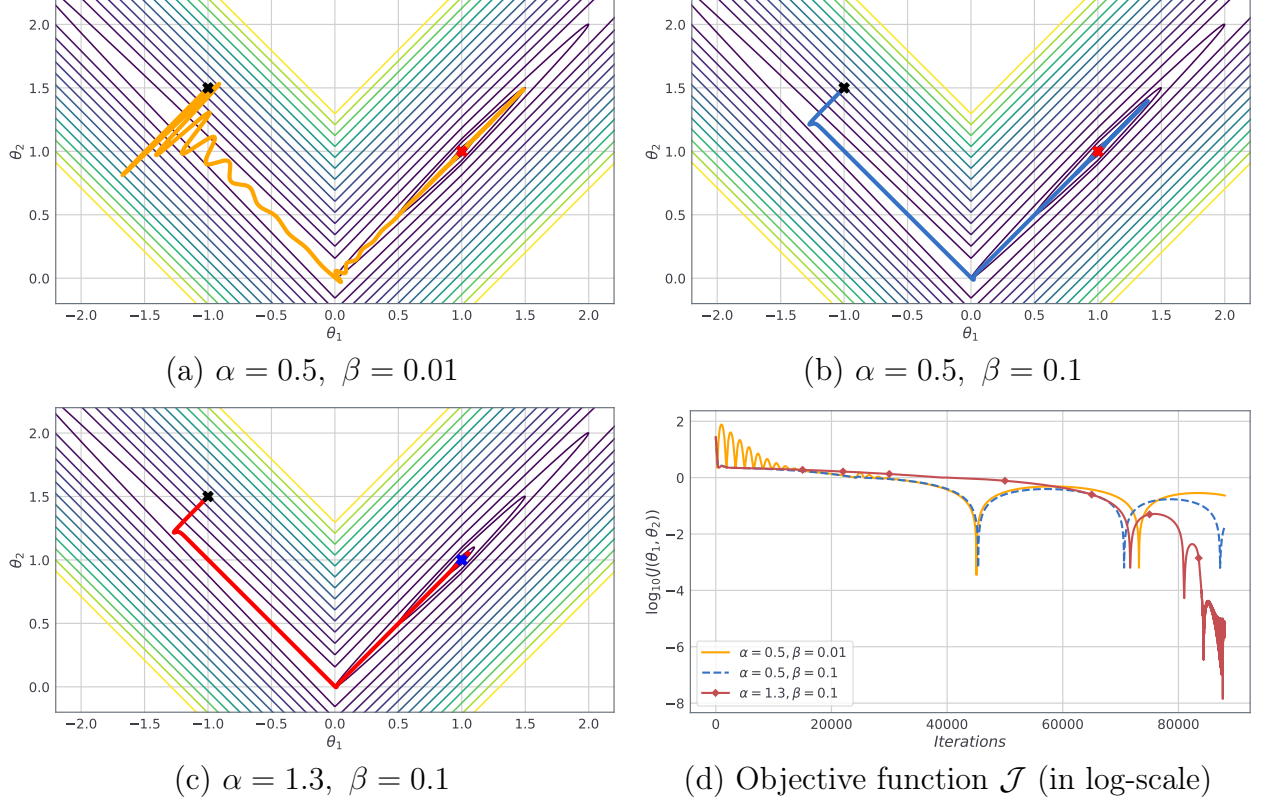 2.0
1.5
1.0
0.5
0.0
θ₂
−2.0 −1.5 −1.0 −0.5 0.0 0.5 1.0 1.5 2.0
θ₁
(a) α = 0.5, β = 0.01
2.0
1.5
1.0
0.5
0.0
θ₂
−2.0 −1.5 −1.0 −0.5 0.0 0.5 1.0 1.5 2.0
θ₁
(b) α = 0.5, β = 0.1
2.0
1.5
1.0
0.5
0.0
θ₂
−2.0 −1.5 −1.0 −0.5 0.0 0.5 1.0 1.5 2.0
θ₁
(c) α = 1.3, β = 0.1
2
0
−2
−4
−6
−8
log₁₀(J(θ₁, θ₂))
α = 0.5, β = 0.01
α = 0.5, β = 0.1
α = 1.3, β = 0.1
0 20000 40000 60000 80000
Iterations
(d) Objective function 𝒥 (in log-scale)